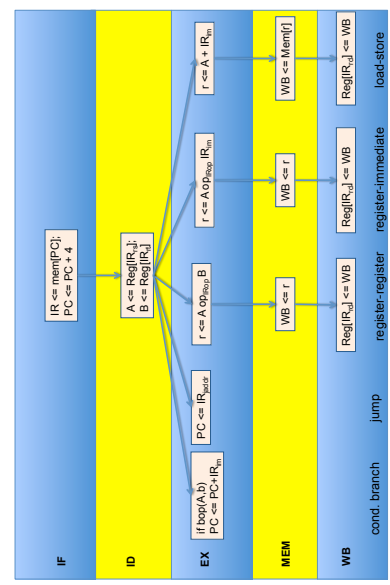 IF
IR <= mem[PC];
PC <= PC + 4
ID
A <= Reg[IRrs];
B <= Reg[IRrt]
EX
if bop(A,b)
PC <= PC+IRim
PC <= IRjaddr
r <= A opIRop B
r <= A opIRop IRim
r <= A + IRim
MEM
WB <= r
WB <= r
WB <= Mem[r]
WB
Reg[IRrd] <= WB
Reg[IRrd] <= WB
Reg[IRrd] <= WB
cond. branch
jump
register-register
register-immediate
load-store